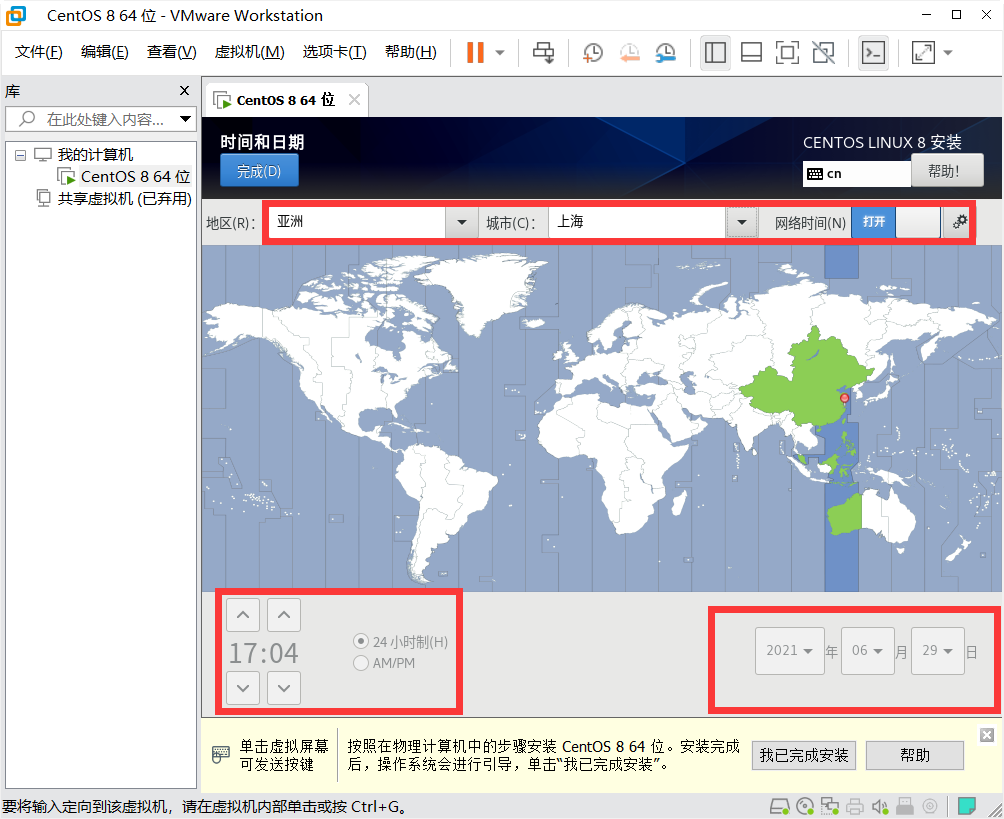 CentOS 8 64 位 - VMware Workstation
文件(F) 编辑(E) 查看(V) 虚拟机(M) 选项卡(T) 帮助(H)
库
在此处键入内容...
我的计算机
CentOS 8 64 位
共享虚拟机 (已弃用)
CentOS 8 64 位
时间和日期
完成(D)
CENTOS LINUX 8 安装
cn
帮助!
地区(R): 亚洲 城市(C): 上海 网络时间(N) 打开
17:04
24 小时制(H)
AM/PM
2021 年 06 月 29 日
单击虚拟屏幕
可发送按键
按照在物理计算机中的步骤安装 CentOS 8 64 位。安装完成
后，操作系统会进行引导，单击“我已完成安装”。
我已完成安装
帮助
要将输入定向到该虚拟机，请在虚拟机内部单击或按 Ctrl+G。